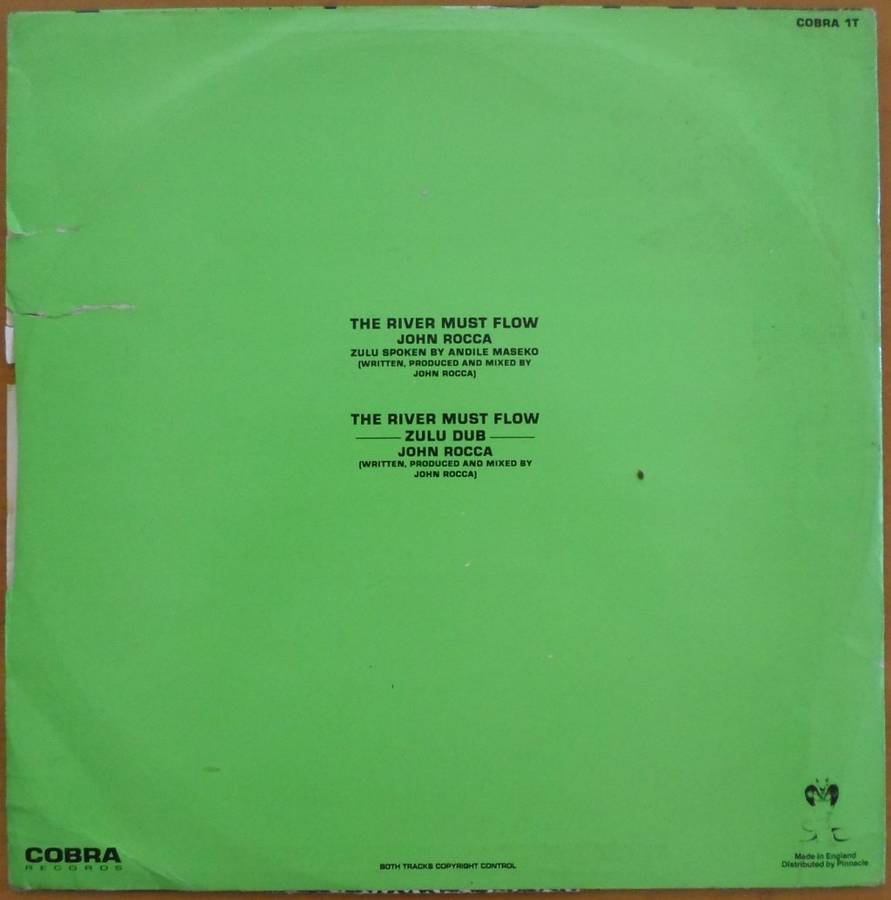 COBRA 1T
THE RIVER MUST FLOW
JOHN ROCCA
ZULU SPOKEN BY ANDILE MASEKO
(WRITTEN, PRODUCED AND MIXED BY
JOHN ROCCA)
THE RIVER MUST FLOW
ZULU DUB
JOHN ROCCA
(WRITTEN, PRODUCED AND MIXED BY
JOHN ROCCA)
COBRA
RECORDS
BOTH TRACKS COPYRIGHT CONTROL
Made in England
Distributed by Pinnacle